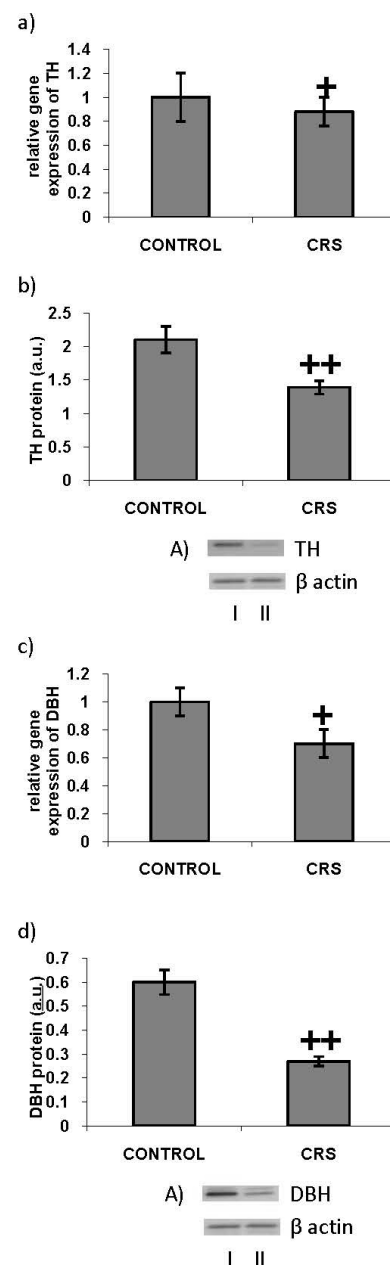 a)
relative gene
expression of TH
1.4
1.2
1
0.8
0.6
0.4
0.2
0
+
CONTROL CRS
b)
TH protein (a.u.)
2.5
2
1.5
1
0.5
0
++
CONTROL CRS
A) TH
β actin
I II
c)
relative gene
expression of DBH
1.2
1
0.8
0.6
0.4
0.2
0
+
CONTROL CRS
d)
DBH protein (a.u.)
0.7
0.6
0.5
0.4
0.3
0.2
0.1
0
++
CONTROL CRS
A) DBH
β actin
I II